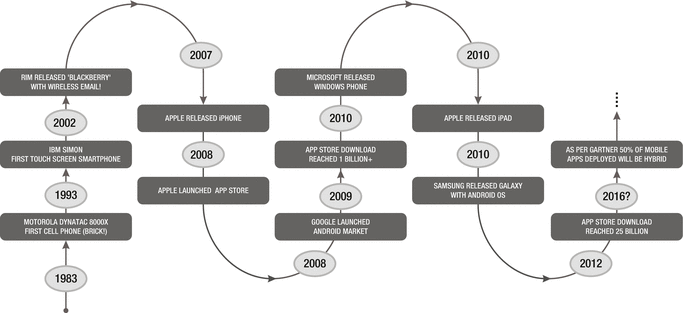 1983
MOTOROLA DYNATAC 8000X
FIRST CELL PHONE (BRICK!)
1993
IBM SIMON
FIRST TOUCH SCREEN SMARTPHONE
2002
RIM RELEASED 'BLACKBERRY'
WITH WIRELESS EMAIL!
2007
APPLE RELEASED iPHONE
2008
APPLE LAUNCHED APP STORE
2008
GOOGLE LAUNCHED
ANDROID MARKET
2009
APP STORE DOWNLOAD
REACHED 1 BILLION+
2010
MICROSOFT RELEASED
WINDOWS PHONE
2010
APPLE RELEASED iPAD
2010
SAMSUNG RELEASED GALAXY
WITH ANDROID OS
2012
APP STORE DOWNLOAD
REACHED 25 BILLION
2016?
AS PER GARTNER 50% OF MOBILE
APPS DEPLOYED WILL BE HYBRID